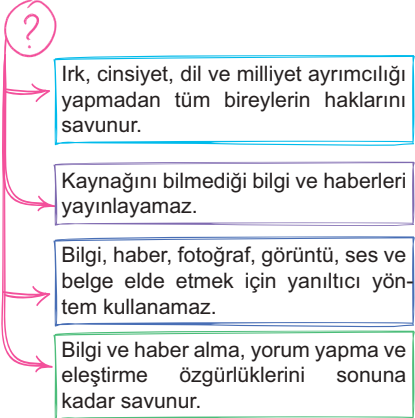 ?
Irk, cinsiyet, dil ve milliyet ayrımcılığı
yapmadan tüm bireylerin haklarını
savunur.
Kaynağını bilmediği bilgi ve haberleri
yayınlayamaz.
Bilgi, haber, fotoğraf, görüntü, ses ve
belge elde etmek için yanıltıcı yön-
tem kullanamaz.
Bilgi ve haber alma, yorum yapma ve
eleştirme özgürlüklerini sonuna
kadar savunur.